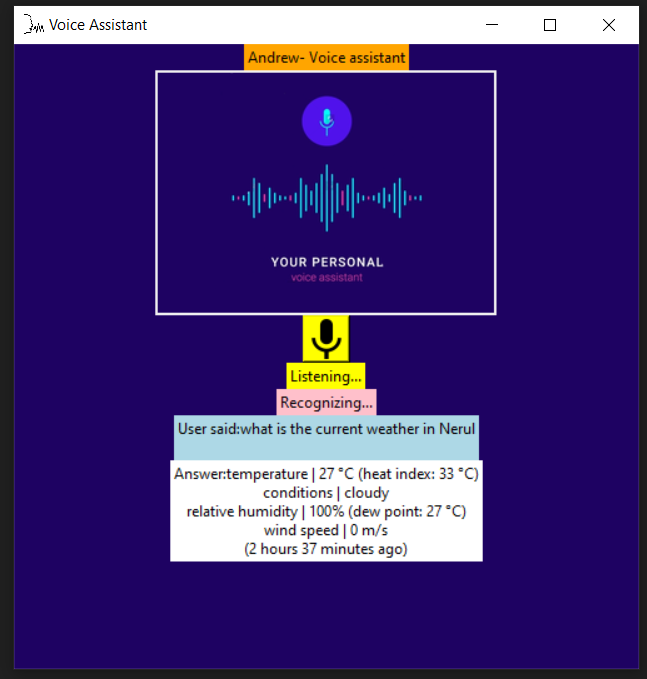 Voice Assistant
Andrew- Voice assistant
YOUR PERSONAL
voice assistant
Listening...
Recognizing...
User said:what is the current weather in Nerul
Answer:temperature | 27 °C (heat index: 33 °C)
conditions | cloudy
relative humidity | 100% (dew point: 27 °C)
wind speed | 0 m/s
(2 hours 37 minutes ago)